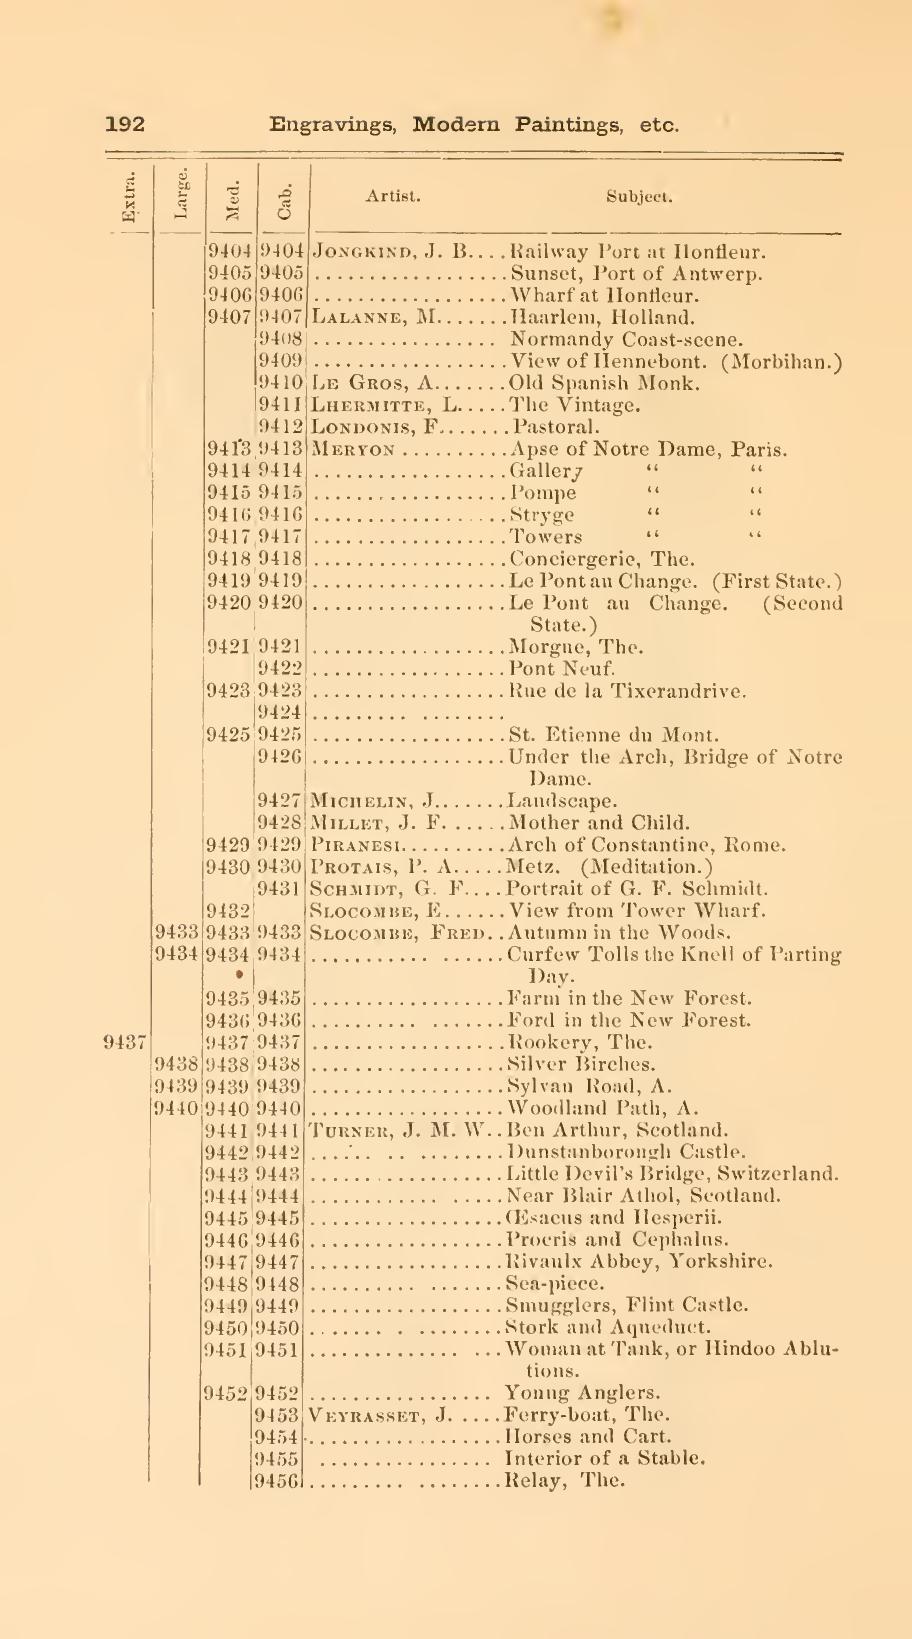 192 Engravings, Modern Paintings, etc.
Extra. Large. Med. Cab. Artist. Subject.
9404 9404 JONGKIND, J. B....Railway Port at Honfleur.
9405 9405 ..................Sunset, Port of Antwerp.
9406 9406 ..................Wharf at Honfleur.
9407 9407 LALANNE, M.......Haarlem, Holland.
9408 ................. Normandy Coast-scene.
9409 ..................View of Hennebont. (Morbihan.)
9410 LE GROS, A.......Old Spanish Monk.
9411 LHERMITTE, L.....The Vintage.
9412 LONDONIS, F.......Pastoral.
9413 9413 MERYON ..........Apse of Notre Dame, Paris.
9414 9414 ..................Gallery “ “
9415 9415 ..................Pompe “ “
9416 9416 ..................Stryge “ “
9417 9417 ..................Towers “ “
9418 9418 ..................Conciergerie, The.
9419 9419 ..................Le Pont au Change. (First State.)
9420 9420 ..................Le Pont au Change. (Second
State.)
9421 9421 ..................Morgue, The.
9422 ..................Pont Neuf.
9423 9423 ..................Rue de la Tixerandrive.
9424 ......... ........
9425 9425 ..................St. Etienne du Mont.
9426 ..................Under the Arch, Bridge of Notre
Dame.
9427 MICHELIN, J.......Landscape.
9428 MILLET, J. F. ......Mother and Child.
9429 9429 PIRANESI..........Arch of Constantine, Rome.
9430 9430 PROTAIS, P. A.....Metz. (Meditation.)
9431 SCHMIDT, G. F....Portrait of G. F. Schmidt.
9432 SLOCOMBE, E......View from Tower Wharf.
9433 9433 9433 SLOCOMBE, FRED..Autumn in the Woods.
9434 9434 9434 ........... ......Curfew Tolls the Knell of Parting
Day.
9435 9435 ..................Farm in the New Forest.
9436 9436 .......... ........Ford in the New Forest.
9437 9437 9437 ..................Rookery, The.
9438 9438 9438 ..................Silver Birches.
9439 9439 9439 ..................Sylvan Road, A.
9440 9440 9440 ..................Woodland Path, A.
9441 9441 TURNER, J. M. W..Ben Arthur, Scotland.
9442 9442 ...... .. ........Dunstanborough Castle.
9443 9443 ..................Little Devil's Bridge, Switzerland.
9444 9444 ............ .....Near Blair Athol, Scotland.
9445 9445 ..................Œsacus and Hesperii.
9446 9446 ..................Procris and Cephalus.
9447 9447 ..................Rivaulx Abbey, Yorkshire.
9448 9448 .......... ........Sea-piece.
9449 9449 ..................Smugglers, Flint Castle.
9450 9450 ....... . ........Stork and Aqueduct.
9451 9451 .............. ...Woman at Tank, or Hindoo Ablu-
tions.
9452 9452 ................. Young Anglers.
9453 VEYRASSET, J. .....Ferry-boat, The.
9454 ..................Horses and Cart.
9455 ................ Interior of a Stable.
9456 ......... ........Relay, The.